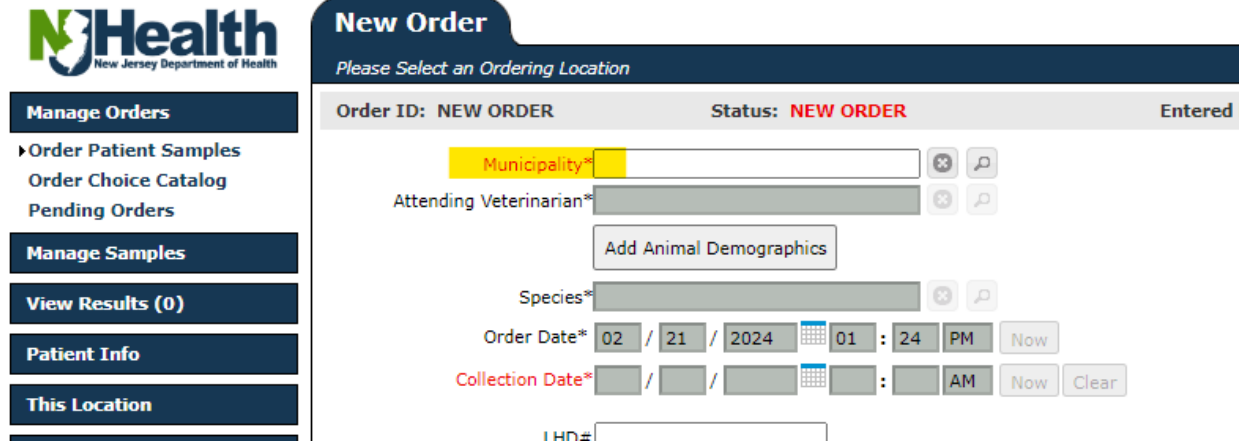 NJHealth
New Jersey Department of Health
Manage Orders
Order Patient Samples
Order Choice Catalog
Pending Orders
Manage Samples
View Results (0)
Patient Info
This Location
New Order
Please Select an Ordering Location
Order ID: NEW ORDER Status: NEW ORDER Entered
Municipality*
Attending Veterinarian*
Add Animal Demographics
Species*
Order Date* 02 / 21 / 2024 01 : 24 PM Now
Collection Date* / / : AM Now Clear
LHD#